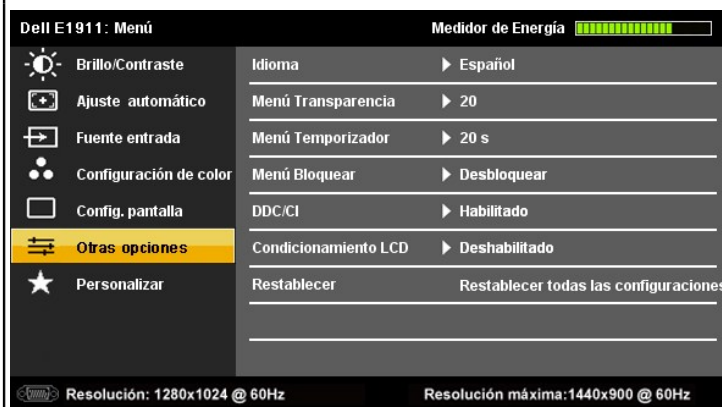 Dell E1911: Menú Medidor de Energía
Brillo/Contraste Idioma Español
Ajuste automático Menú Transparencia 20
Fuente entrada Menú Temporizador 20 s
Configuración de color Menú Bloquear Desbloquear
Config. pantalla DDC/CI Habilitado
Otras opciones Condicionamiento LCD Deshabilitado
Personalizar Restablecer Restablecer todas las configuraciones
Resolución: 1280x1024 @ 60Hz Resolución máxima:1440x900 @ 60Hz